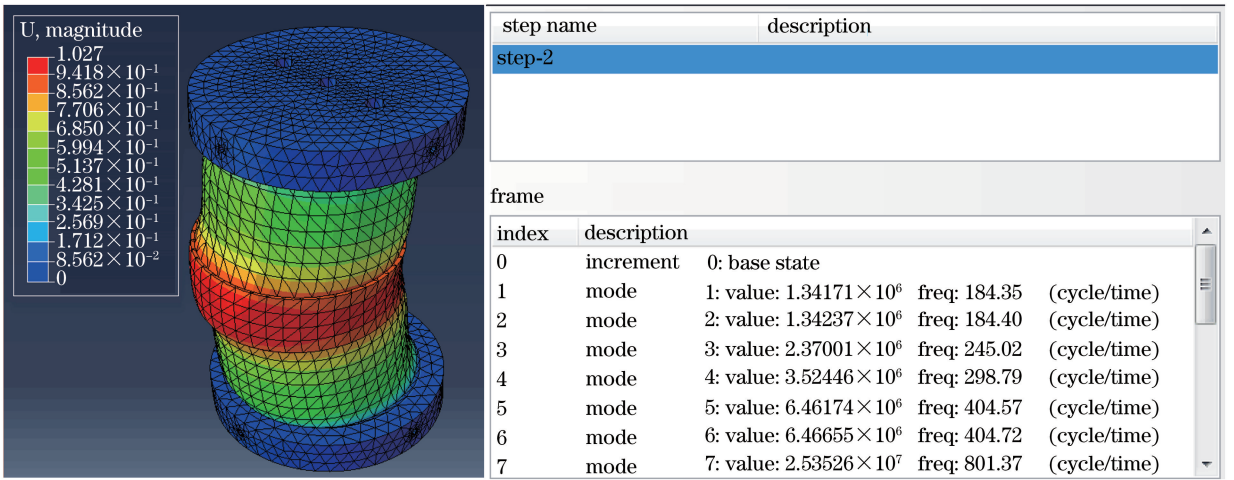 U, magnitude
1.027
9.418×10⁻¹
8.562×10⁻¹
7.706×10⁻¹
6.850×10⁻¹
5.994×10⁻¹
5.137×10⁻¹
4.281×10⁻¹
3.425×10⁻¹
2.569×10⁻¹
1.712×10⁻¹
8.562×10⁻²
0
step name description
step-2
frame
index description
0 increment 0: base state
1 mode 1: value: 1.34171×10⁶ freq: 184.35 (cycle/time)
2 mode 2: value: 1.34237×10⁶ freq: 184.40 (cycle/time)
3 mode 3: value: 2.37001×10⁶ freq: 245.02 (cycle/time)
4 mode 4: value: 3.52446×10⁶ freq: 298.79 (cycle/time)
5 mode 5: value: 6.46174×10⁶ freq: 404.57 (cycle/time)
6 mode 6: value: 6.46655×10⁶ freq: 404.72 (cycle/time)
7 mode 7: value: 2.53526×10⁷ freq: 801.37 (cycle/time)